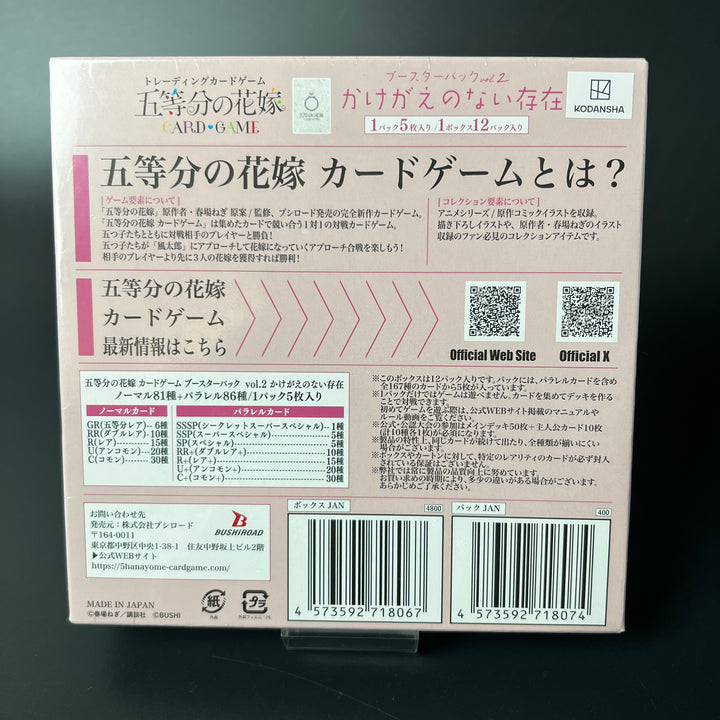 トレーディングカードゲーム
五等分の花嫁
CARD♥GAME
五等分の花嫁
ブースターパック vol.2
かけがえのない存在
1パック5枚入り/1ボックス12パック入り
KODANSHA
五等分の花嫁 カードゲームとは？
[ゲーム要素について]
「五等分の花嫁」原作者・春場ねぎ 原案/監修、ブシロード発売の完全新作カードゲーム。
「五等分の花嫁 カードゲーム」は集めたカードで競い合う1対1の対戦カードゲーム。
五つ子たちとともに対戦相手のプレイヤーと勝負！
五つ子たちが「風太郎」にアプローチして花嫁になっていくアプローチ合戦を楽しもう！
相手のプレイヤーより先に3人の花嫁を獲得すれば勝利！
[コレクション要素について]
アニメシリーズ/原作コミックイラストを収録。
描き下ろしイラストや、原作者・春場ねぎのイラスト
収録のファン必見のコレクションアイテムです。
五等分の花嫁
カードゲーム
最新情報はこちら
Official Web Site
Official X
五等分の花嫁 カードゲーム ブースターパック vol.2 かけがえのない存在
ノーマル81種+パラレル86種/1パック5枚入り
ノーマルカード
GR(五等分レア)-- 6種
RR(ダブルレア)--10種
R(レア)--15種
U(アンコモン)--20種
C(コモン)--30種
パラレルカード
SSSP(シークレットスーパースペシャル)--1種
SSP(スーパースペシャル)--5種
SP(スペシャル)--5種
RR+(ダブルレア+)--10種
R+(レア+)--15種
U+(アンコモン+)--20種
C+(コモン+)--30種
※このボックスは12パック入りです。パックには、パラレルカードを含め
全167種のカードから5枚が入っています。
※1パックだけではゲームは遊べません。カードを集めてデッキを作る
ことで対戦できます。
初めてゲームを遊ぶ際は、公式WEBサイト掲載のマニュアルや
ルール動画をご覧ください。
※公式・公認大会の参加はメインデッキ50枚+主人公カード10枚
(計10種各1枚)が必要になります。
※製品の特性上、同じカードが続けて出たり、全種類が揃いにくい
場合がございます。
※ボックスやカートンに対して、特定のレアリティのカードが必ず封入
されている保証はございません。
※弊社では常に製品の品質向上に努めています。
お買い求めの時期により、多少の違いがある場合がございます。
あらかじめご了承ください。
お問い合わせ先
発売元：株式会社ブシロード
〒164-0011
東京都中野区中央1-38-1 住友中野坂上ビル2階
▶公式WEBサイト
https://5hanayome-cardgame.com/
BUSHIROAD
ボックス JAN
4800
4 573592 718067
パック JAN
400
4 573592 718074
MADE IN JAPAN
©春場ねぎ/講談社 ©BUSHI
紙
外箱
プラ
外装フィルム：PE